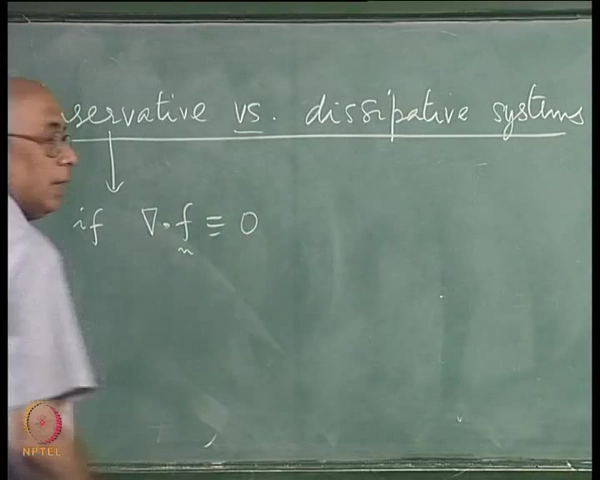 servative vs. dissipative systems
if ∇·f ≡ 0
NPTEL